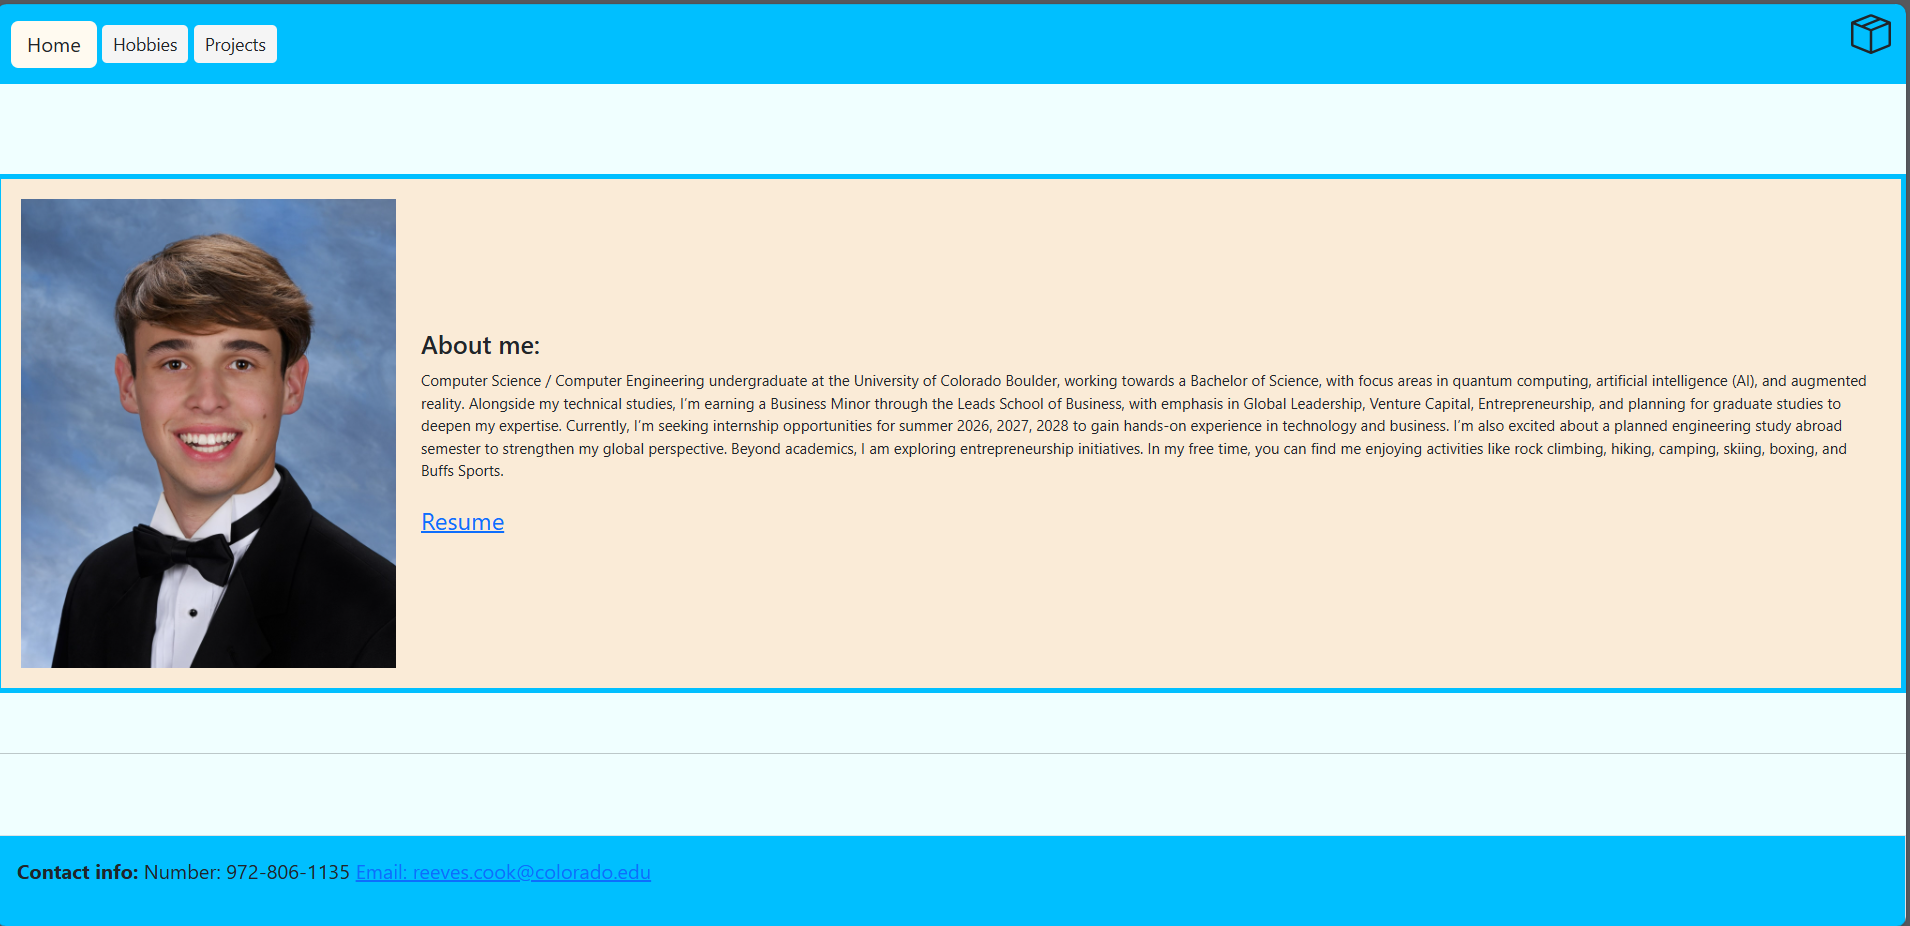 Home Hobbies Projects
About me:
Computer Science / Computer Engineering undergraduate at the University of Colorado Boulder, working towards a Bachelor of Science, with focus areas in quantum computing, artificial intelligence (AI), and augmented
reality. Alongside my technical studies, I'm earning a Business Minor through the Leads School of Business, with emphasis in Global Leadership, Venture Capital, Entrepreneurship, and planning for graduate studies to
deepen my expertise. Currently, I'm seeking internship opportunities for summer 2026, 2027, 2028 to gain hands-on experience in technology and business. I'm also excited about a planned engineering study abroad
semester to strengthen my global perspective. Beyond academics, I am exploring entrepreneurship initiatives. In my free time, you can find me enjoying activities like rock climbing, hiking, camping, skiing, boxing, and
Buffs Sports.
Resume
Contact info: Number: 972-806-1135 Email: reeves.cook@colorado.edu